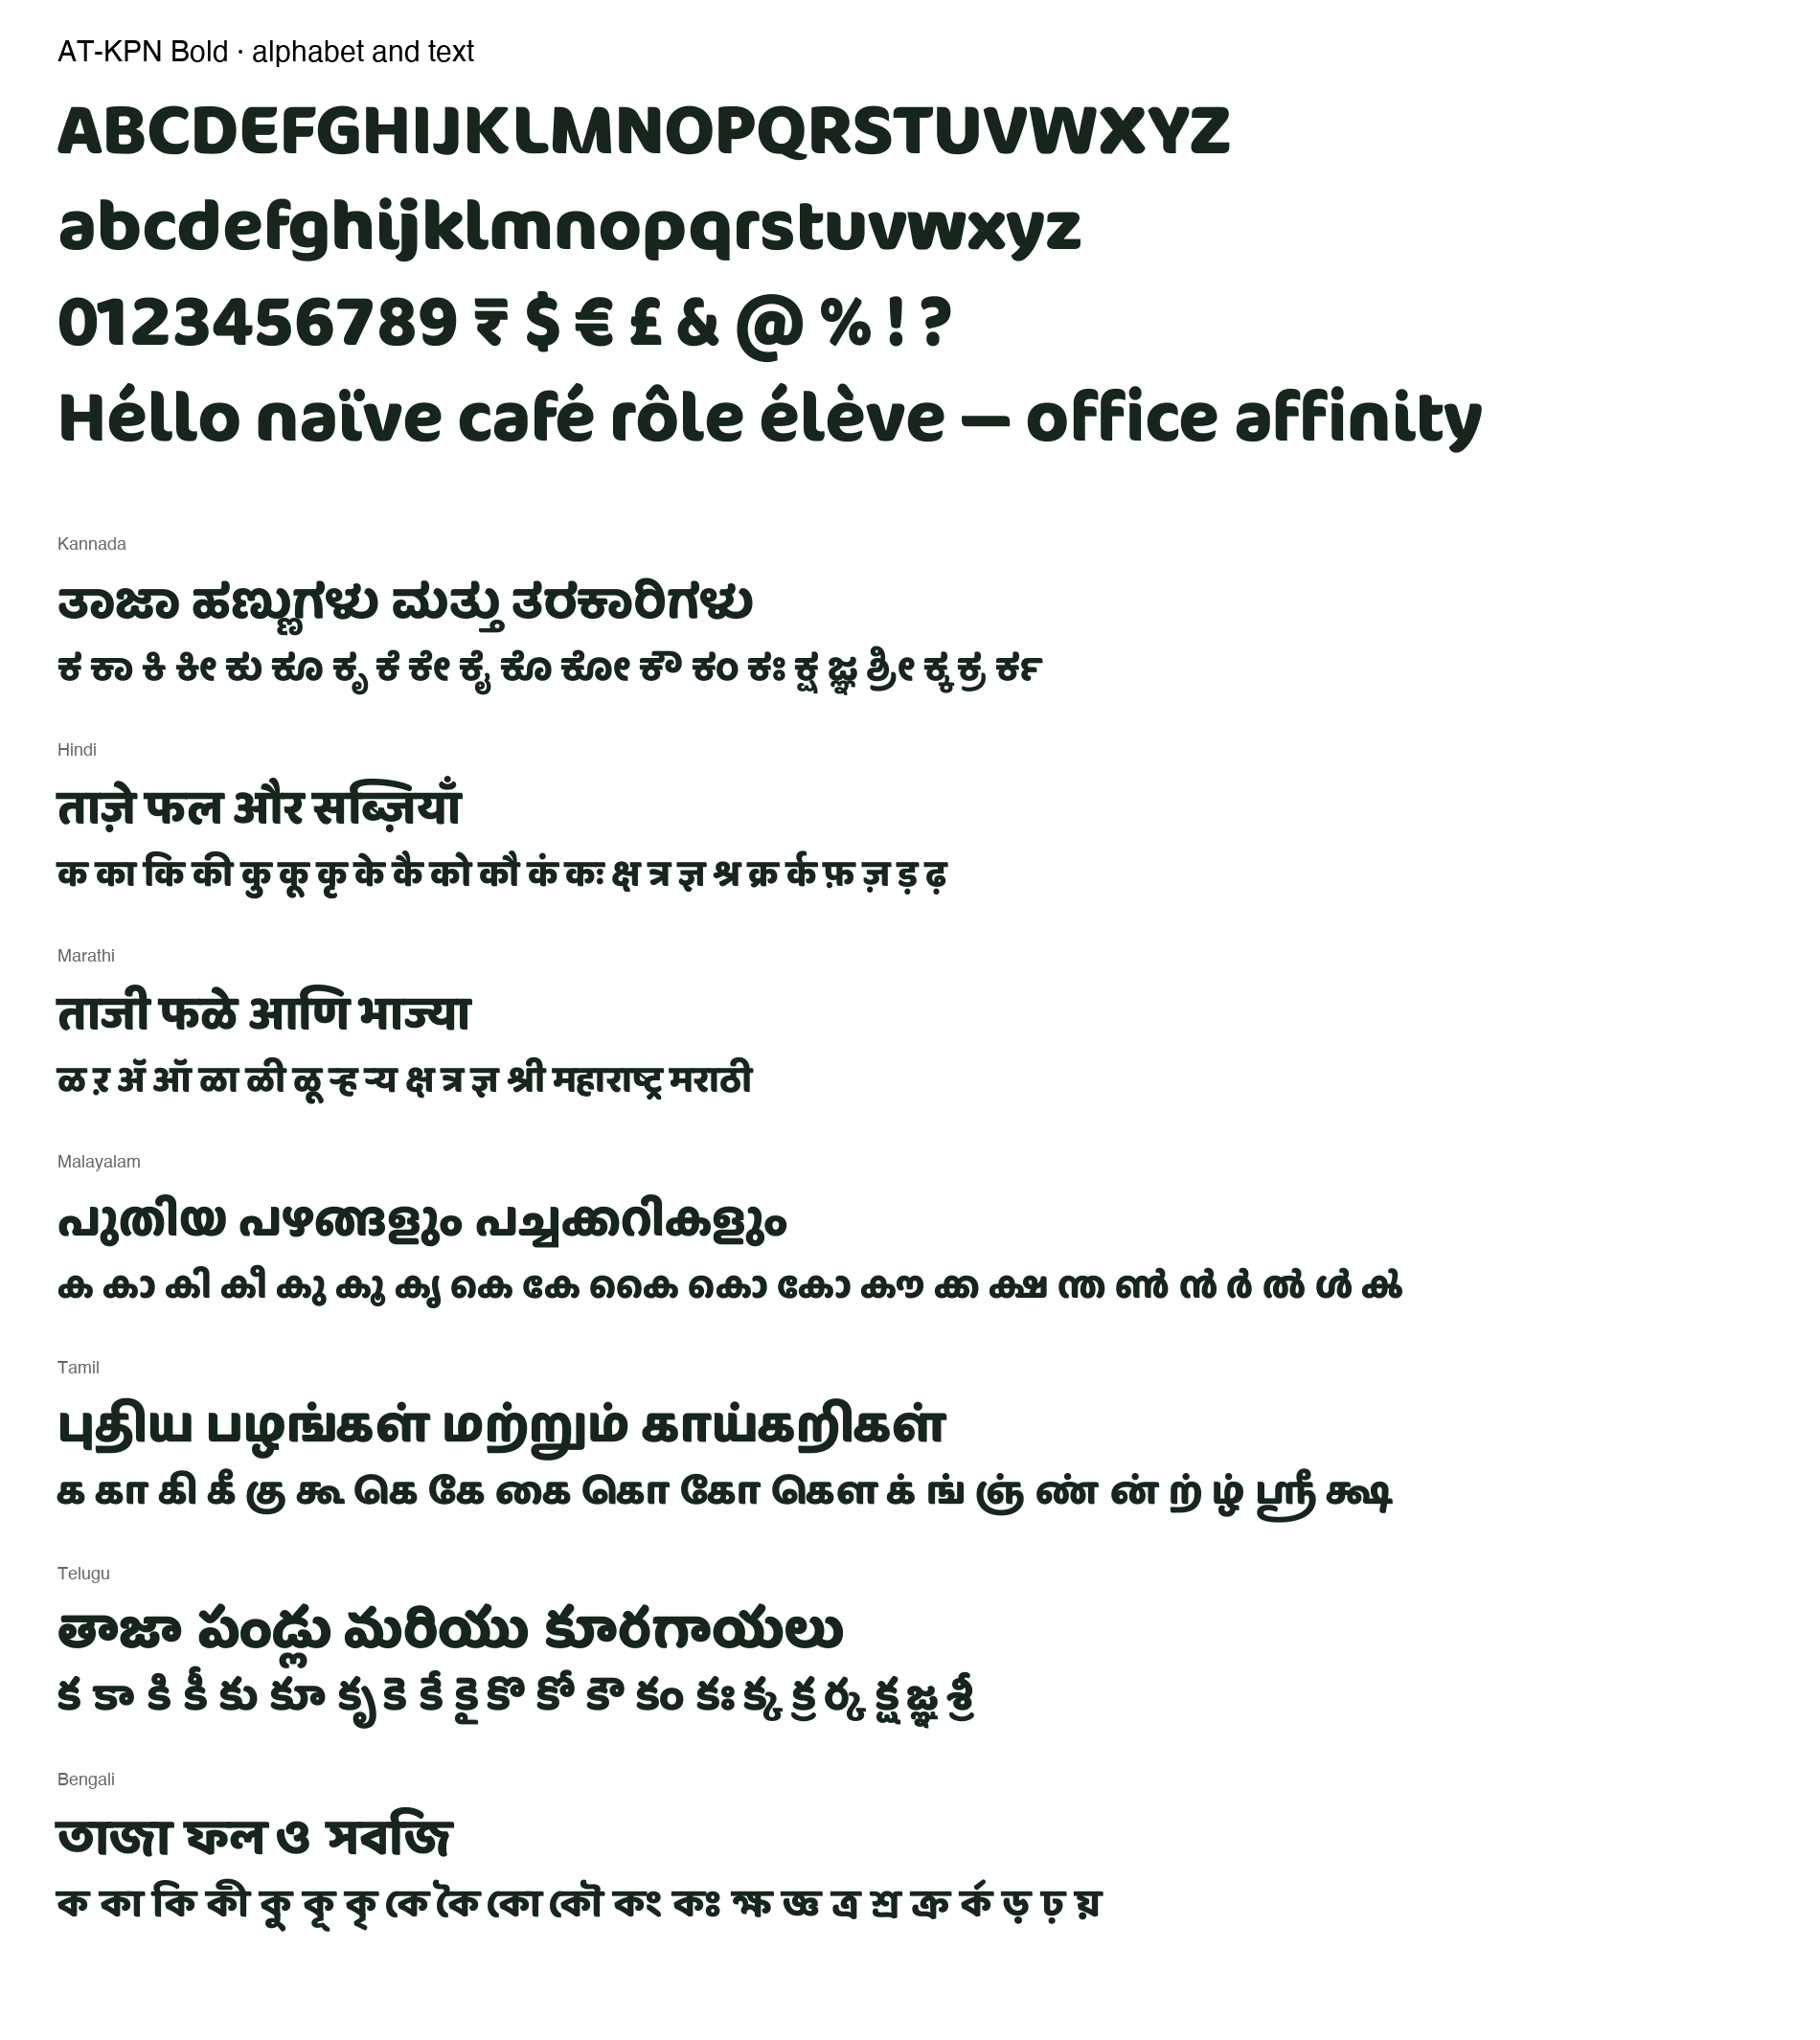 AT-KPN Bold · alphabet and text
ABCDEFGHIJKLMNOPQRSTUVWXYZ
abcdefghijklmnopqrstuvwxyz
0123456789 ₹ $ € £ & @ % ! ?
Héllo naïve café rôle élève — office affinity
Kannada
ತಾಜಾ ಹಣ್ಣುಗಳು ಮತ್ತು ತರಕಾರಿಗಳು
ಕ ಕಾ ಕಿ ಕೀ ಕು ಕೂ ಕೃ ಕೆ ಕೇ ಕೈ ಕೊ ಕೋ ಕೌ ಕಂ ಕಃ ಕ್ಷ ಜ್ಞ ಶ್ರೀ ಕ್ಕ ಕ್ರ ರ್ಕ
Hindi
ताज़े फल और सब्ज़ियाँ
क का कि की कु कू कृ के कै को कौ कं कः क्ष त्र ज्ञ श्र क्र र्क फ़ ज़ ड़ ढ़
Marathi
ताजी फळे आणि भाज्या
ळ ऱ ॲ ऑ ळा ळी ळू ऱ्ह ऱ्य क्ष त्र ज्ञ श्री महाराष्ट्र मराठी
Malayalam
പുതിയ പഴങ്ങളും പച്ചക്കറികളും
ക കാ കി കീ കു കൂ കൃ കെ കേ കൈ കൊ കോ കൗ ക്ക ക്ഷ ന്ത ൺ ൻ ർ ൽ ൾ ൿ
Tamil
புதிய பழங்கள் மற்றும் காய்கறிகள்
க கா கி கீ கு கூ கெ கே கை கொ கோ கௌ க் ங் ஞ் ண் ன் ற் ழ் ஸ்ரீ க்ஷ
Telugu
తాజా పండ్లు మరియు కూరగాయలు
క కా కి కీ కు కూ కృ కె కే కై కొ కో కౌ కం కః క్క క్ర ర్క క్ష జ్ఞ శ్రీ
Bengali
তাজা ফল ও সবজি
ক কা কি কী কু কূ কৃ কে কৈ কো কৌ কং কঃ ক্ষ জ্ঞ ত্র শ্র ক্র র্ক ড় ঢ় য়